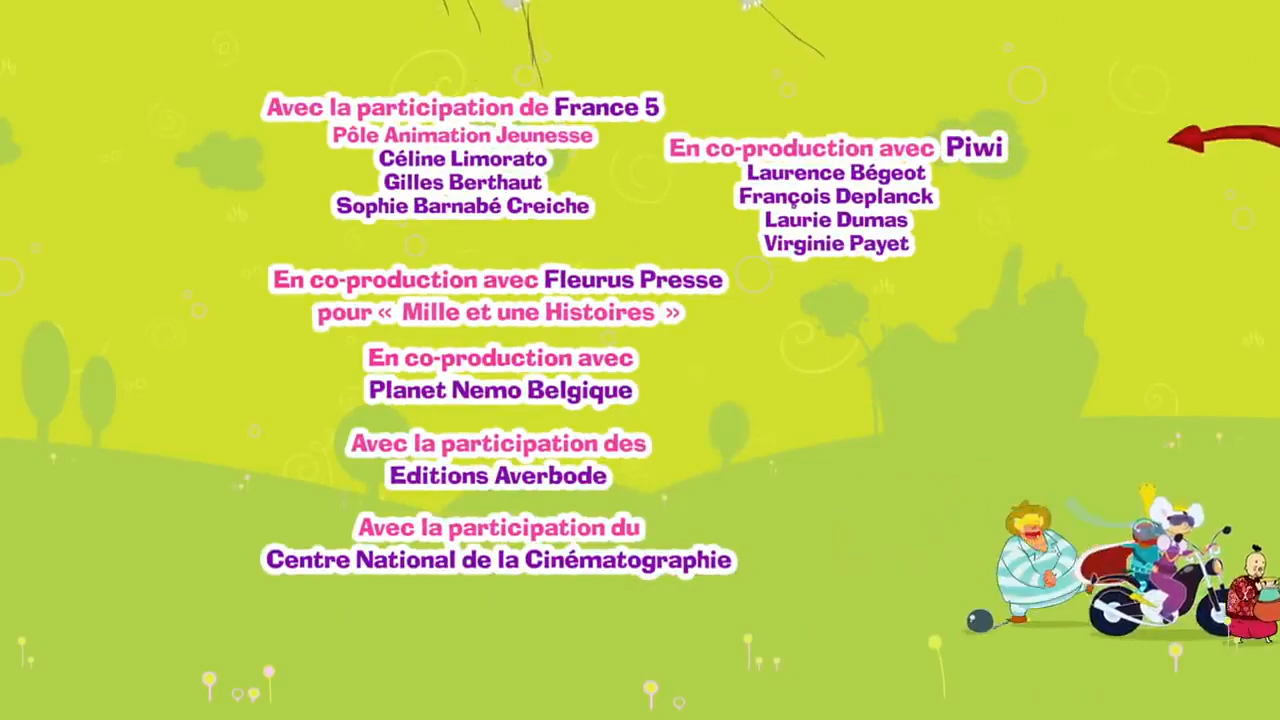 Avec la participation de France 5
Pôle Animation Jeunesse
Céline Limorato
Gilles Berthaut
Sophie Barnabé Creiche
En co-production avec Piwi
Laurence Bégeot
François Deplanck
Laurie Dumas
Virginie Payet
En co-production avec Fleurus Presse
pour « Mille et une Histoires »
En co-production avec
Planet Nemo Belgique
Avec la participation des
Editions Averbode
Avec la participation du
Centre National de la Cinématographie